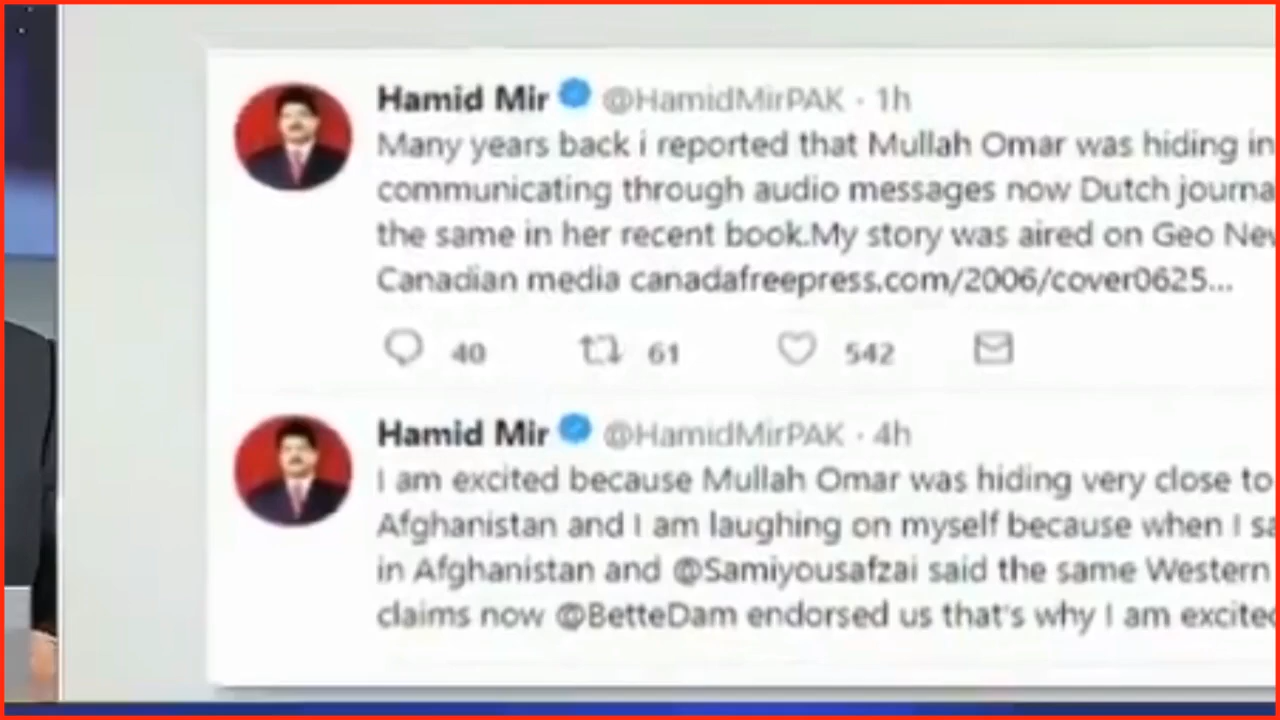 Hamid Mir @HamidMirPAK · 1h
Many years back i reported that Mullah Omar was hiding in
communicating through audio messages now Dutch journa
the same in her recent book.My story was aired on Geo Nev
Canadian media canadafreepress.com/2006/cover0625...
40 61 542
Hamid Mir @HamidMirPAK · 4h
I am excited because Mullah Omar was hiding very close to
Afghanistan and I am laughing on myself because when I sa
in Afghanistan and @Samiyousafzai said the same Western
claims now @BetteDam endorsed us that's why I am excited